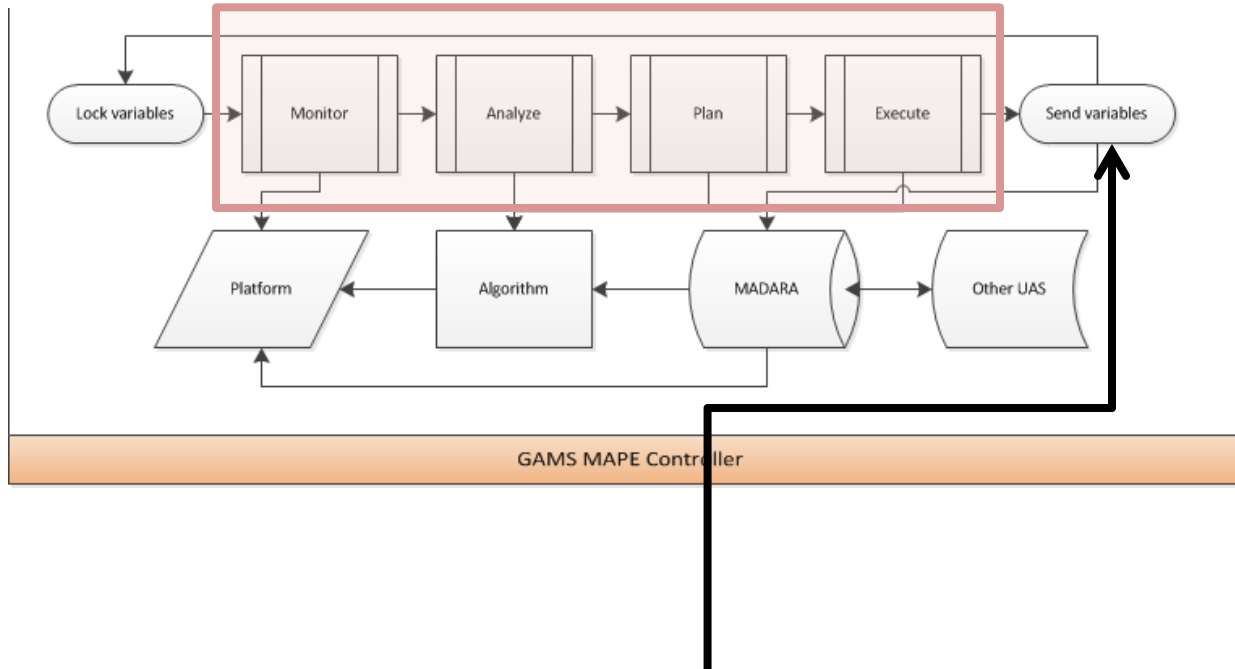 Lock variables
Monitor
Analyze
Plan
Execute
Send variables
Platform
Algorithm
MADARA
Other UAS
GAMS MAPE Controller